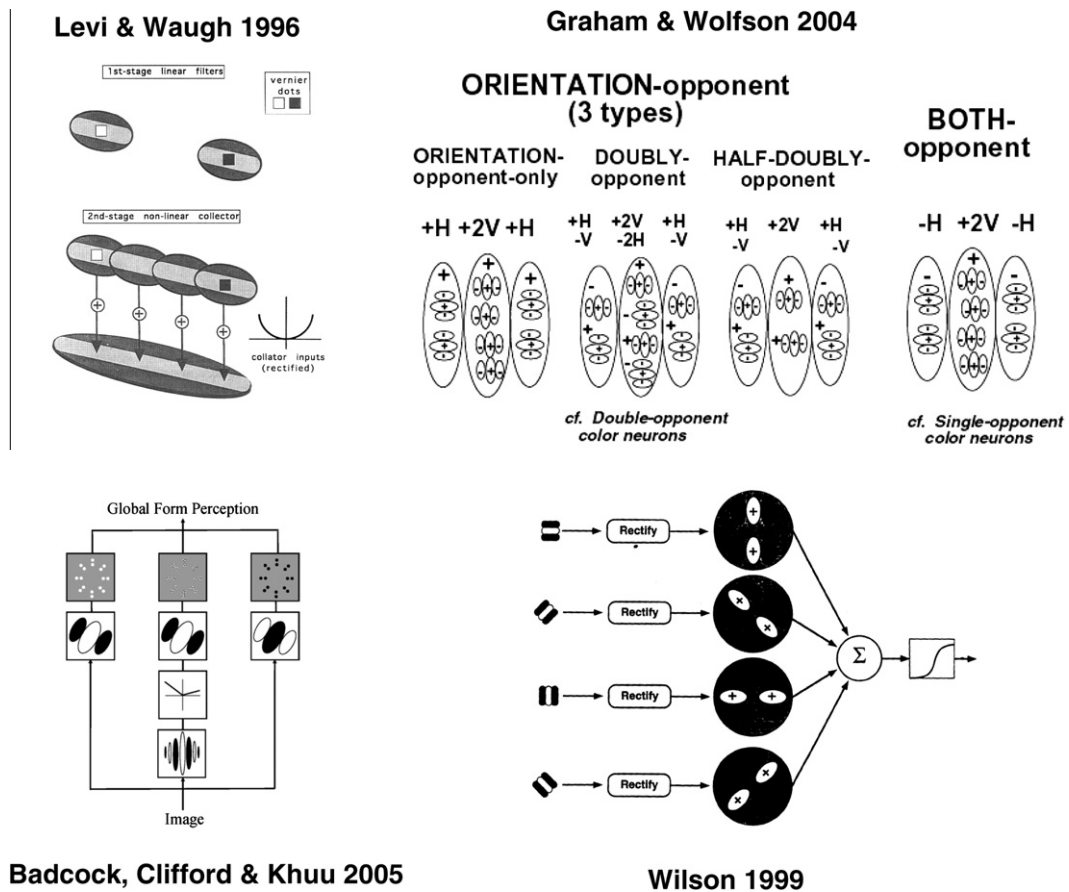 Levi & Waugh 1996
1st-stage linear filters
vernier
dots
2nd-stage non-linear collector
+ + + +
collator inputs
(rectified)
Graham & Wolfson 2004
ORIENTATION-opponent
(3 types)
BOTH-
opponent
ORIENTATION-
opponent-only
DOUBLY-
opponent
HALF-DOUBLY-
opponent
+H +2V +H
+H +2V +H
-V -2H -V
+H +2V +H
-V -V
-H +2V -H
cf. Double-opponent
color neurons
cf. Single-opponent
color neurons
Global Form Perception
Image
Badcock, Clifford & Khuu 2005
Rectify
Rectify
Rectify
Rectify
Σ
Wilson 1999